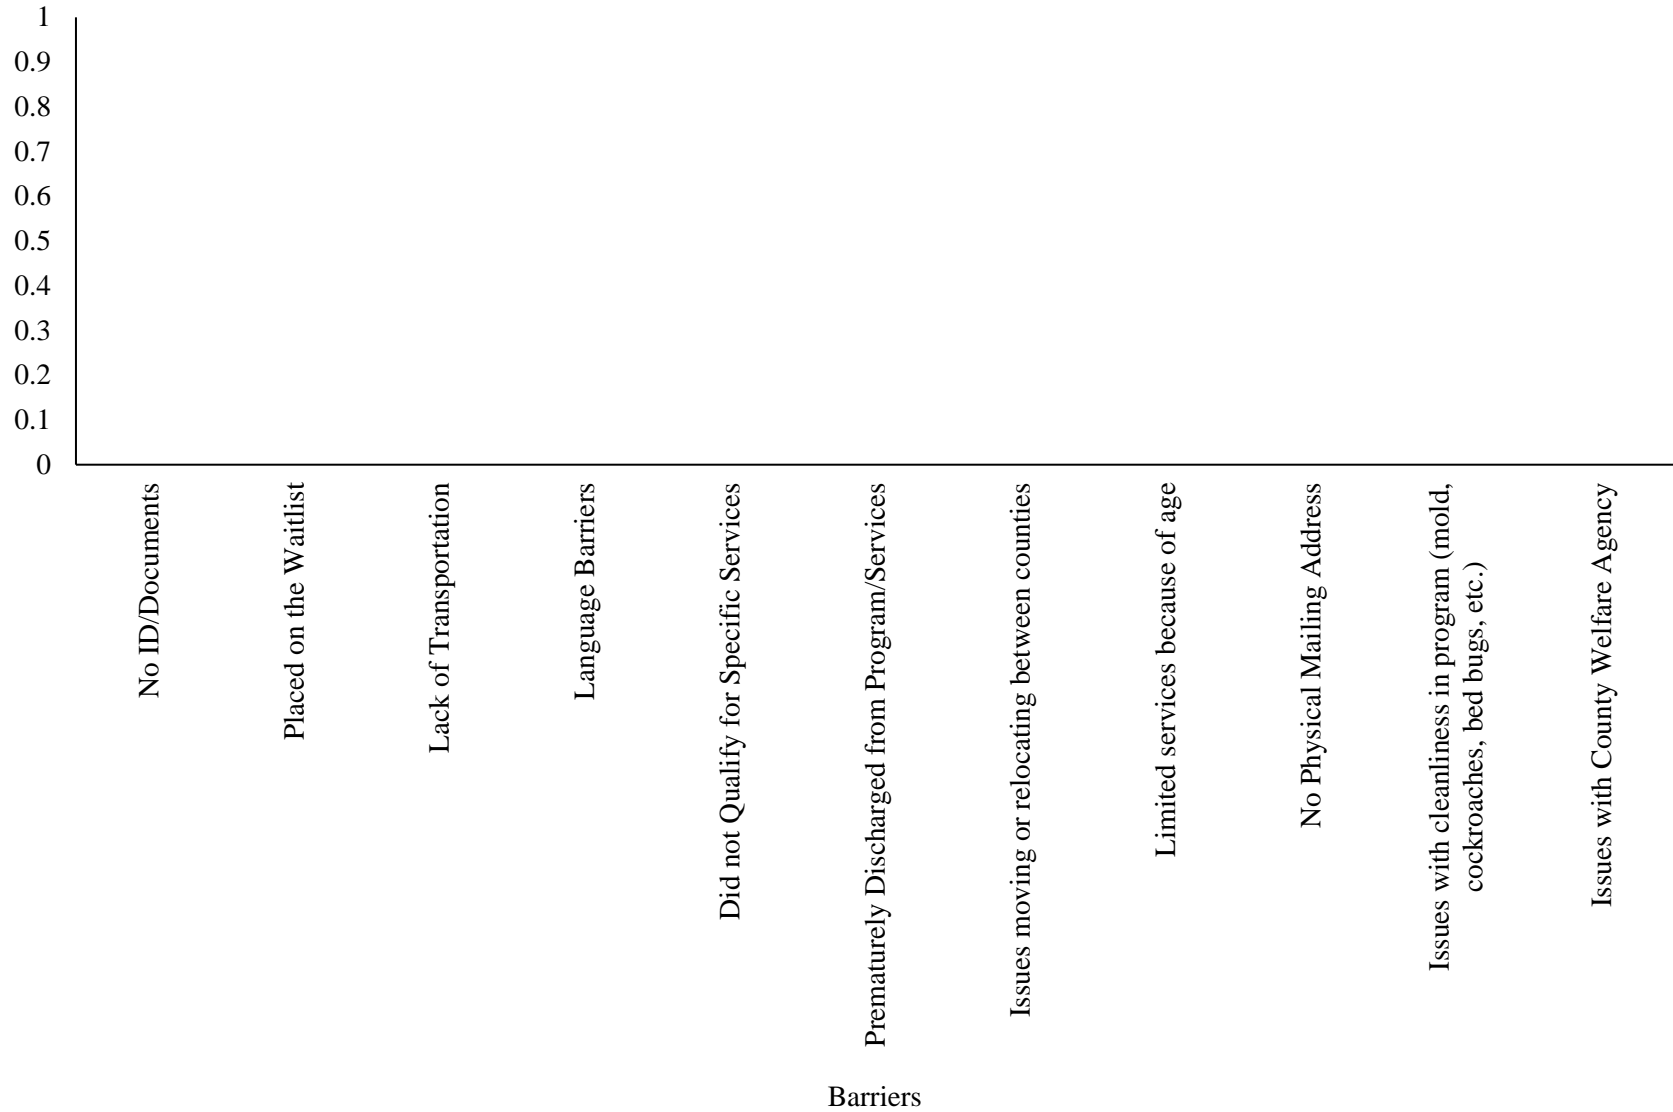 1
0.9
0.8
0.7
0.6
0.5
0.4
0.3
0.2
0.1
0
No ID/Documents
Placed on the Waitlist
Lack of Transportation
Language Barriers
Did not Qualify for Specific Services
Prematurely Discharged from Program/Services
Issues moving or relocating between counties
Limited services because of age
No Physical Mailing Address
Issues with cleanliness in program (mold,
cockroaches, bed bugs, etc.)
Issues with County Welfare Agency
Barriers